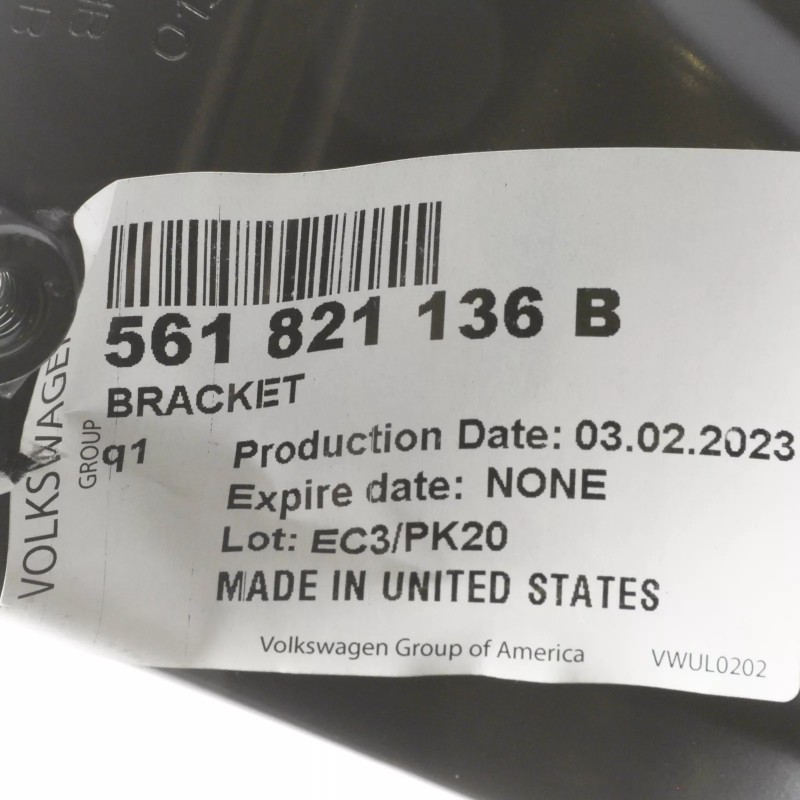 561 821 136 B
BRACKET
q1
Production Date: 03.02.2023
Expire date: NONE
Lot: EC3/PK20
MADE IN UNITED STATES
Volkswagen Group of America
VWUL0202
VOLKSWAGEN
GROUP